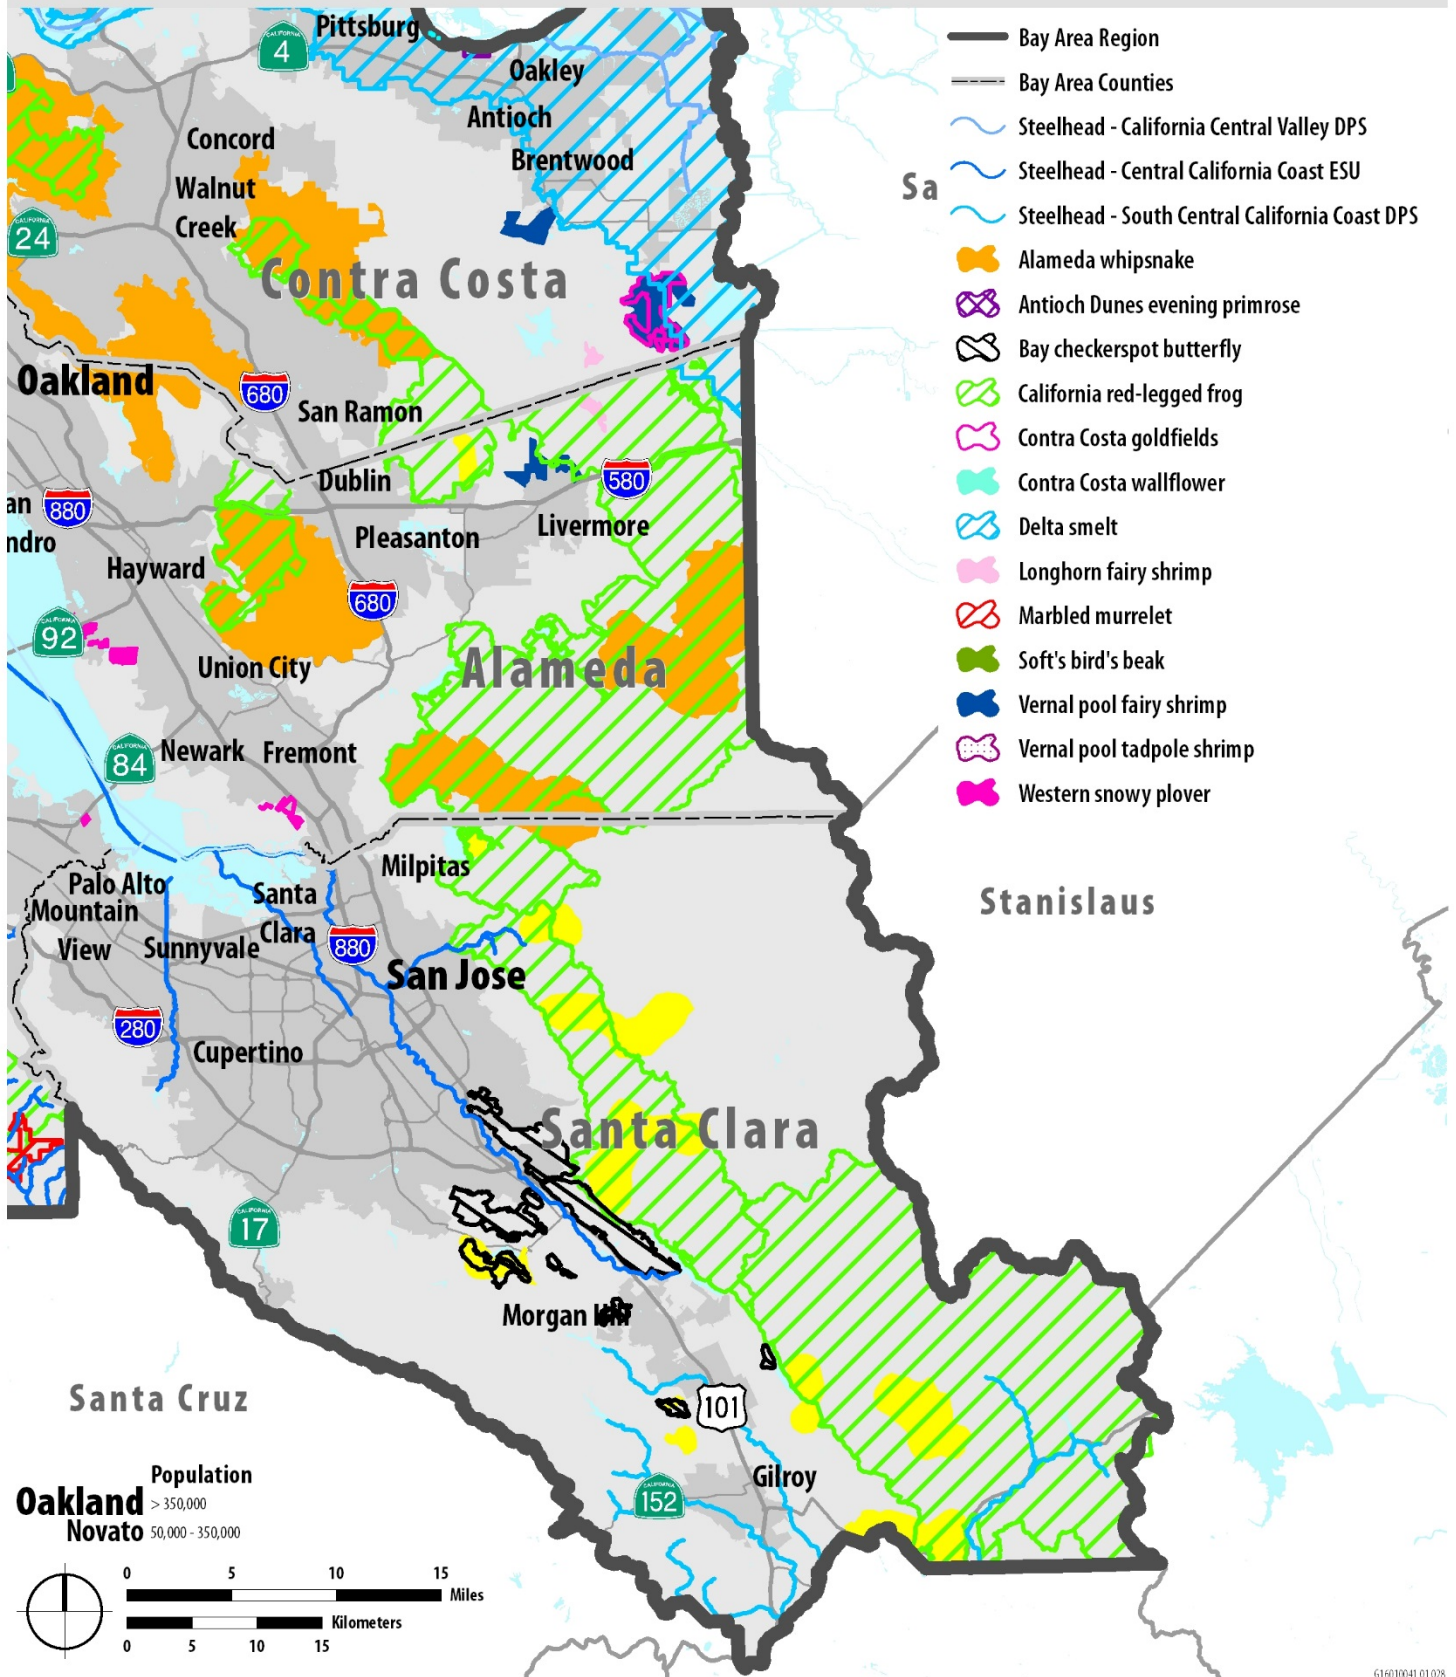 Pittsburg
4
Oakley
Antioch
Concord
Brentwood
Walnut
Creek
24
Contra Costa
Oakland
680
San Ramon
Dublin
580
an
880
ndro
Pleasanton
Livermore
Hayward
680
92
Union City
Alameda
84
Newark
Fremont
Milpitas
Palo Alto
Mountain
View
Santa
Clara
Sunnyvale
880
San Jose
280
Cupertino
Santa Clara
17
Morgan Hill
101
Gilroy
152
Santa Cruz
Stanislaus
Sa
Bay Area Region
Bay Area Counties
Steelhead - California Central Valley DPS
Steelhead - Central California Coast ESU
Steelhead - South Central California Coast DPS
Alameda whipsnake
Antioch Dunes evening primrose
Bay checkerspot butterfly
California red-legged frog
Contra Costa goldfields
Contra Costa wallflower
Delta smelt
Longhorn fairy shrimp
Marbled murrelet
Soft's bird's beak
Vernal pool fairy shrimp
Vernal pool tadpole shrimp
Western snowy plover
Population
Oakland > 350,000
Novato 50,000 - 350,000
0 5 10 15
Miles
Kilometers
0 5 10 15
G16010041 01 028